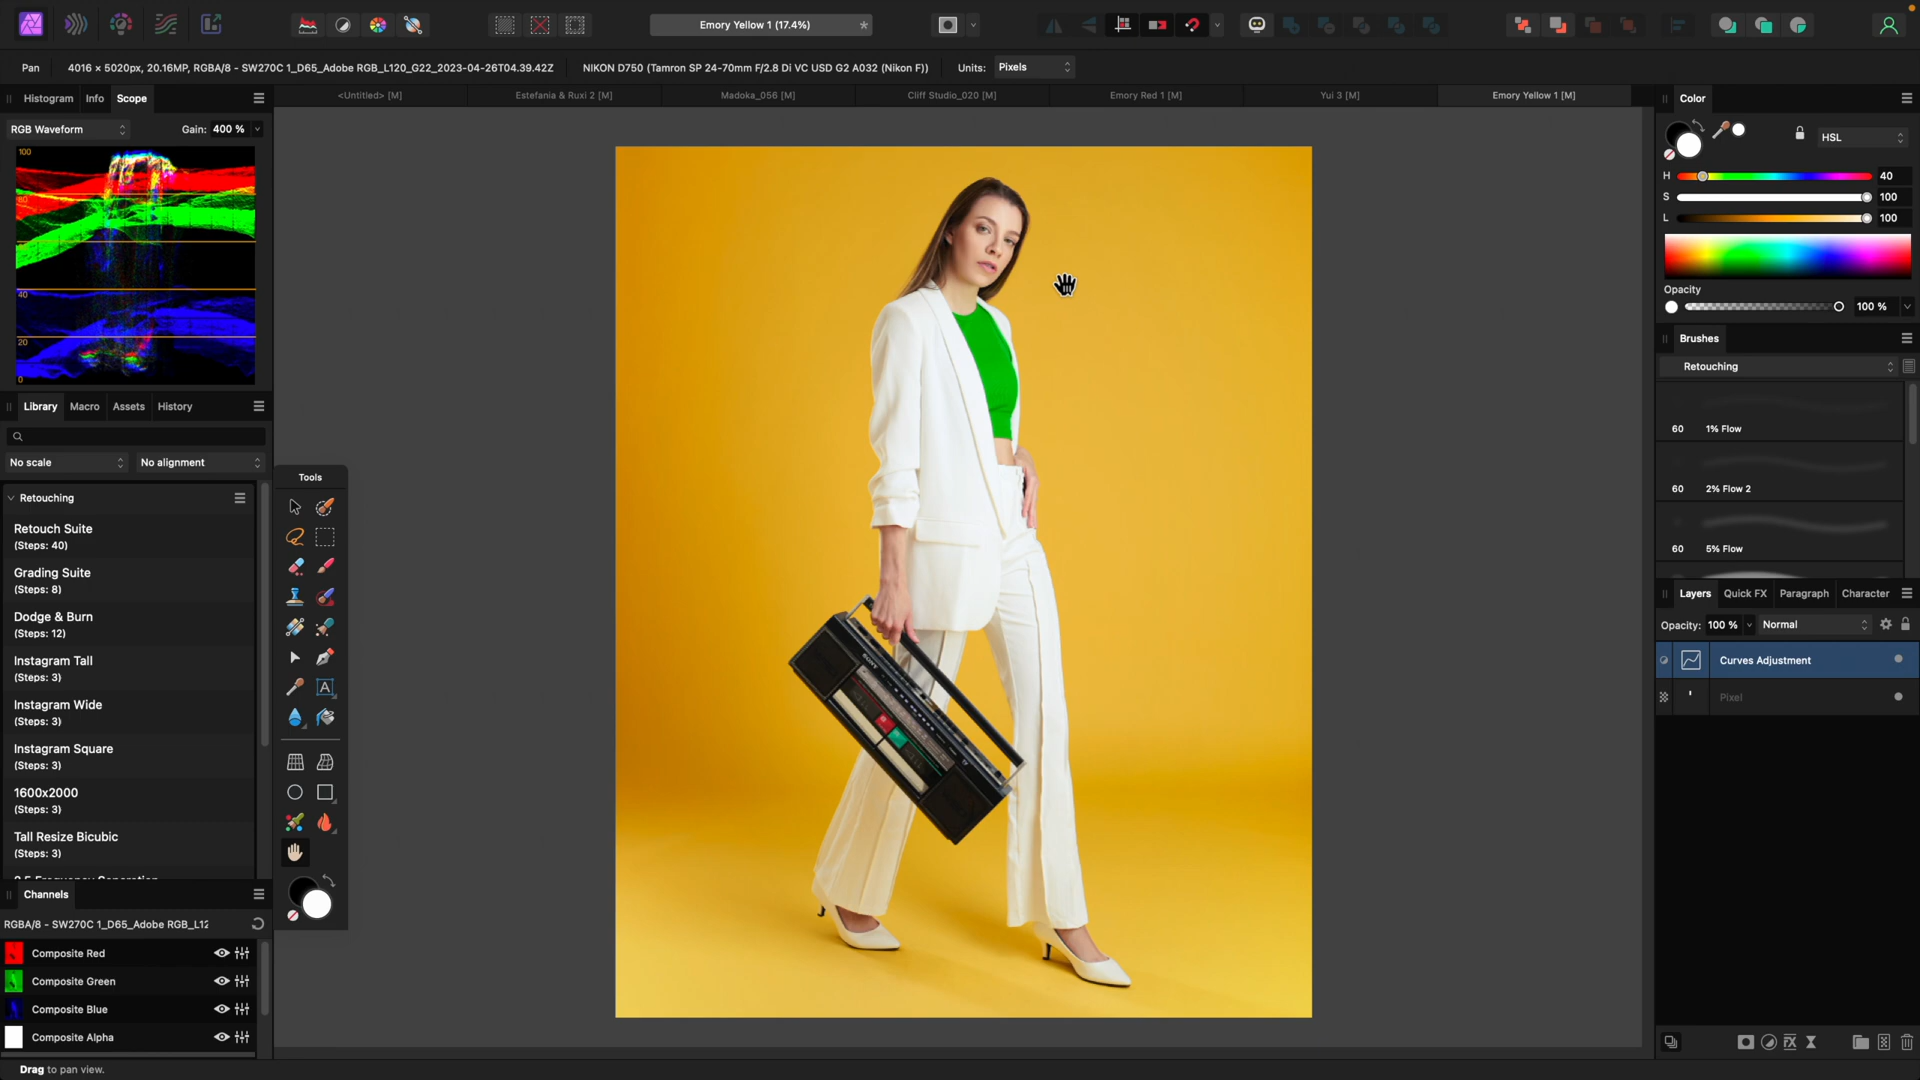 Emory Yellow 1 (17.4%)
*
Pan
4016 × 5020px, 20.16MP, RGBA/8 - SW270C 1_D65_Adobe RGB_L120_G22_2023-04-26T04.39.42Z
NIKON D750 (Tamron SP 24-70mm F/2.8 Di VC USD G2 A032 (Nikon F))
Units: Pixels
Histogram Info Scope
<Untitled> [M]
Estefania & Ruxi 2 [M]
Madoka_056 [M]
Cliff Studio_020 [M]
Emory Red 1 [M]
Yui 3 [M]
Emory Yellow 1 [M]
Color
RGB Waveform
Gain: 400 %
100
80
40
20
0
HSL
H 40
S 100
L 100
Opacity
100 %
Brushes
Retouching
60 1% Flow
60 2% Flow 2
60 5% Flow
Library Macro Assets History
No scale
No alignment
Retouching
Retouch Suite
(Steps: 40)
Grading Suite
(Steps: 8)
Dodge & Burn
(Steps: 12)
Instagram Tall
(Steps: 3)
Instagram Wide
(Steps: 3)
Instagram Square
(Steps: 3)
1600x2000
(Steps: 3)
Tall Resize Bicubic
(Steps: 3)
Tools
SONY
Layers Quick FX Paragraph Character
Opacity: 100 % Normal
Curves Adjustment
Pixel
Channels
RGBA/8 - SW270C 1_D65_Adobe RGB_L12
Composite Red
Composite Green
Composite Blue
Composite Alpha
Drag to pan view.